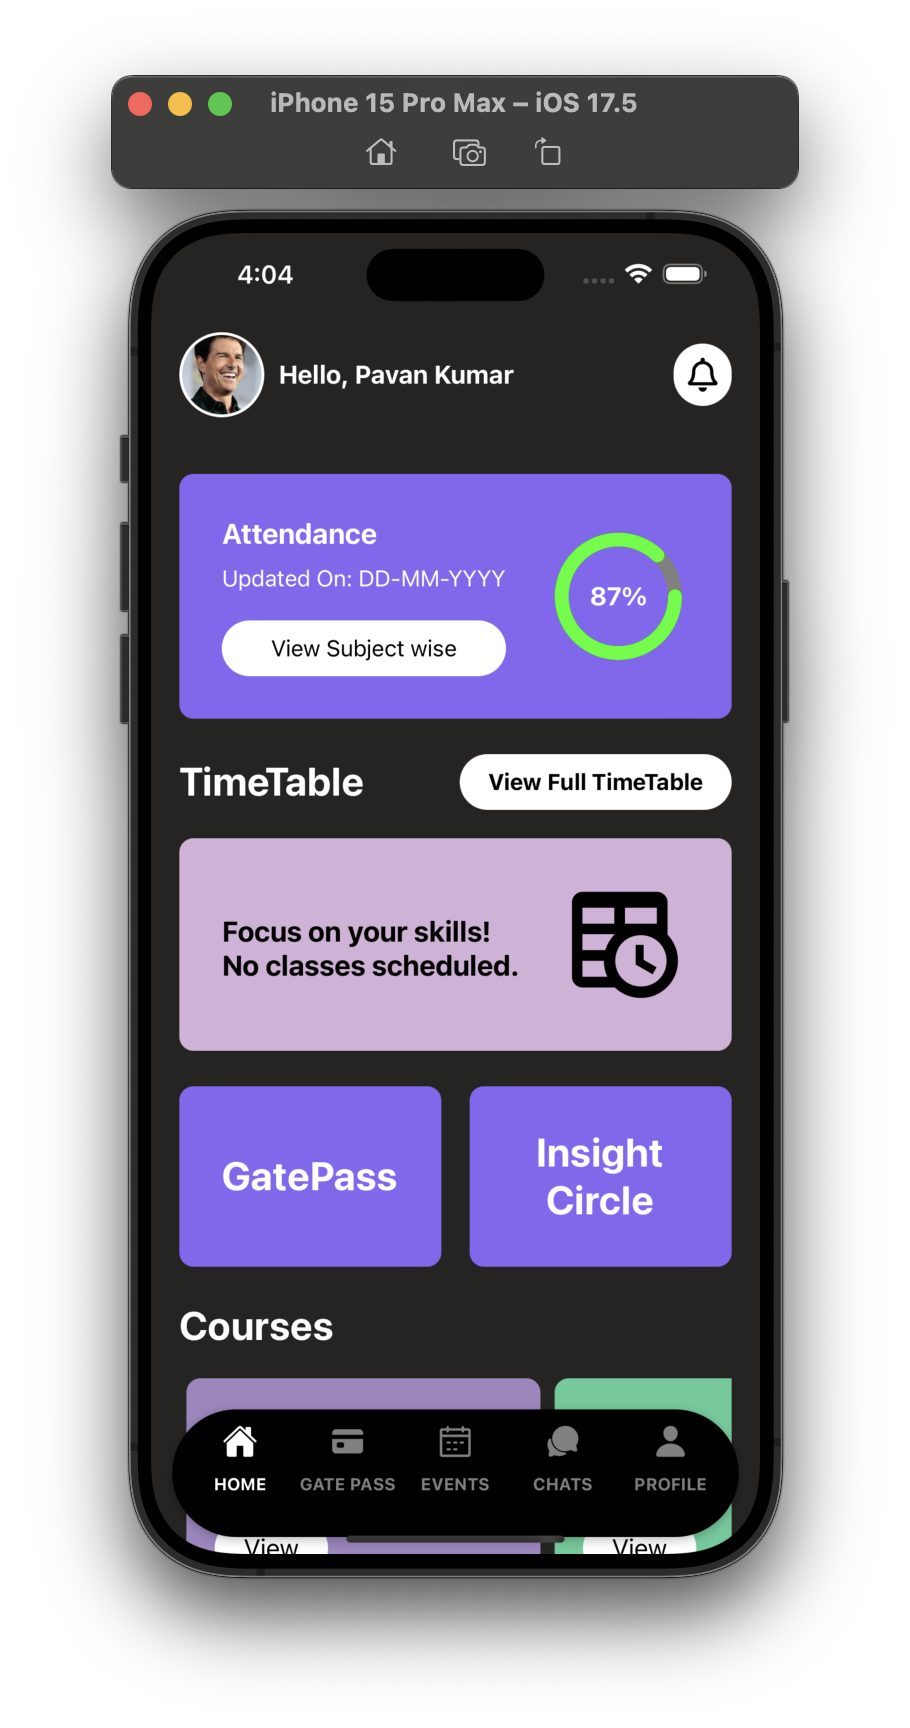 iPhone 15 Pro Max – iOS 17.5
4:04
Hello, Pavan Kumar
Attendance
Updated On: DD-MM-YYYY
87%
View Subject wise
TimeTable
View Full TimeTable
Focus on your skills!
No classes scheduled.
GatePass
Insight
Circle
Courses
HOME
GATE PASS
EVENTS
CHATS
PROFILE
View
View